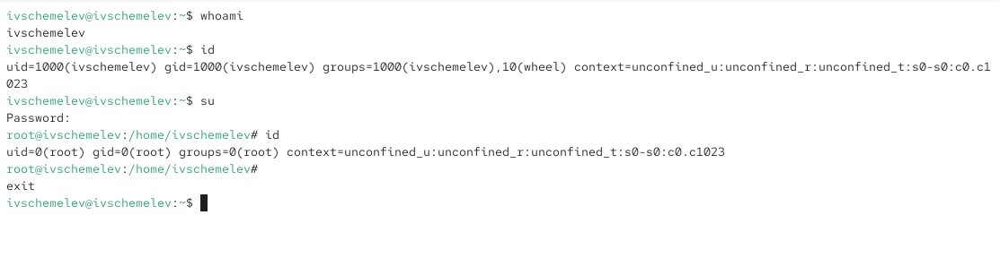 ivschemelev@ivschemelev:~$ whoami
ivschemelev
ivschemelev@ivschemelev:~$ id
uid=1000(ivschemelev) gid=1000(ivschemelev) groups=1000(ivschemelev),10(wheel) context=unconfined_u:unconfined_r:unconfined_t:s0-s0:c0.c1
023
ivschemelev@ivschemelev:~$ su
Password:
root@ivschemelev:/home/ivschemelev# id
uid=0(root) gid=0(root) groups=0(root) context=unconfined_u:unconfined_r:unconfined_t:s0-s0:c0.c1023
root@ivschemelev:/home/ivschemelev#
exit
ivschemelev@ivschemelev:~$